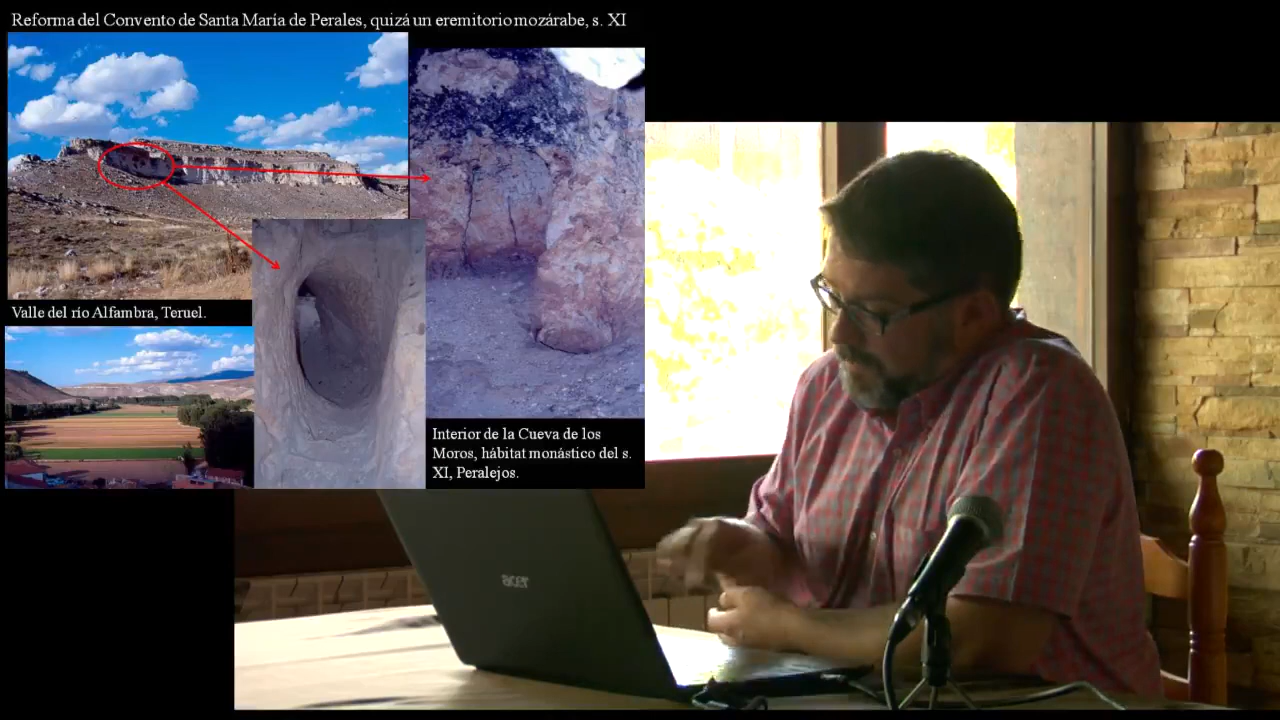 Reforma del Convento de Santa María de Perales, quizá un eremitorio mozárabe, s. XI
Valle del río Alfambra, Teruel.
Interior de la Cueva de los
Moros, hábitat monástico del s.
XI, Peralejos.
acer